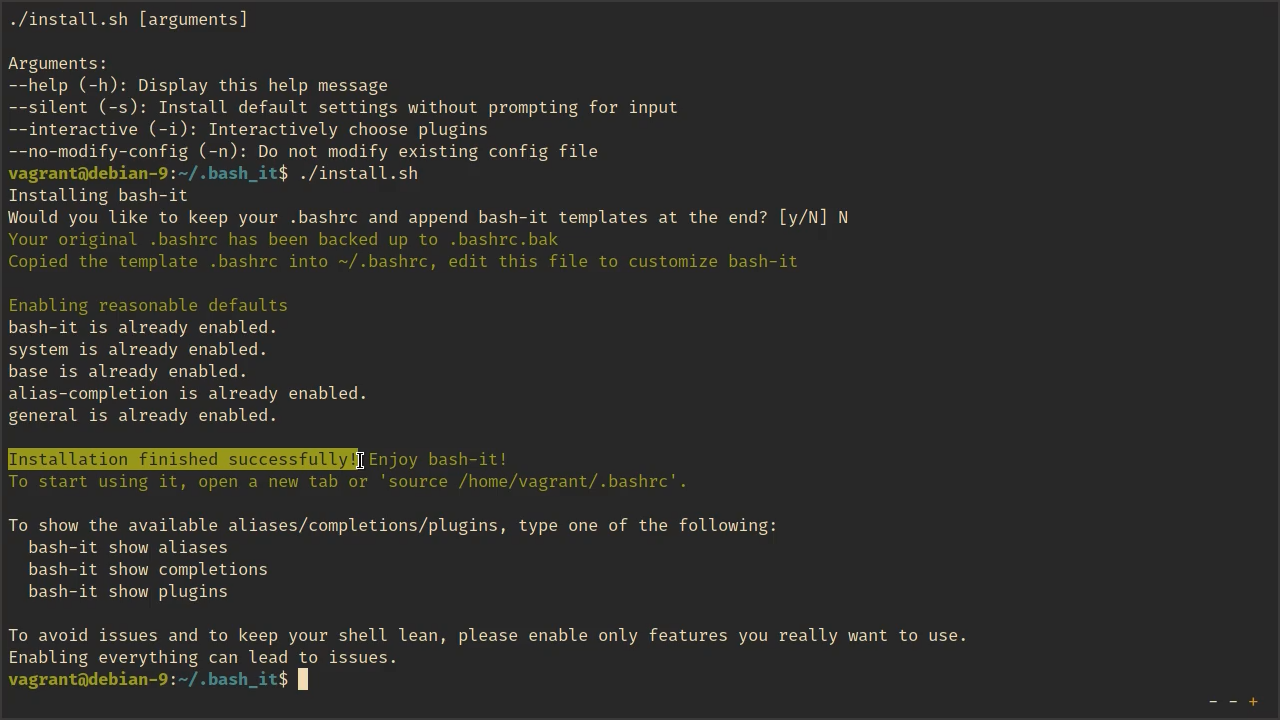 ./install.sh [arguments]
Arguments:
--help (-h): Display this help message
--silent (-s): Install default settings without prompting for input
--interactive (-i): Interactively choose plugins
--no-modify-config (-n): Do not modify existing config file
vagrant@debian-9:~/.bash_it$ ./install.sh
Installing bash-it
Would you like to keep your .bashrc and append bash-it templates at the end? [y/N] N
Your original .bashrc has been backed up to .bashrc.bak
Copied the template .bashrc into ~/.bashrc, edit this file to customize bash-it
Enabling reasonable defaults
bash-it is already enabled.
system is already enabled.
base is already enabled.
alias-completion is already enabled.
general is already enabled.
Installation finished successfully! Enjoy bash-it!
To start using it, open a new tab or 'source /home/vagrant/.bashrc'.
To show the available aliases/completions/plugins, type one of the following:
  bash-it show aliases
  bash-it show completions
  bash-it show plugins
To avoid issues and to keep your shell lean, please enable only features you really want to use.
Enabling everything can lead to issues.
vagrant@debian-9:~/.bash_it$
- - +